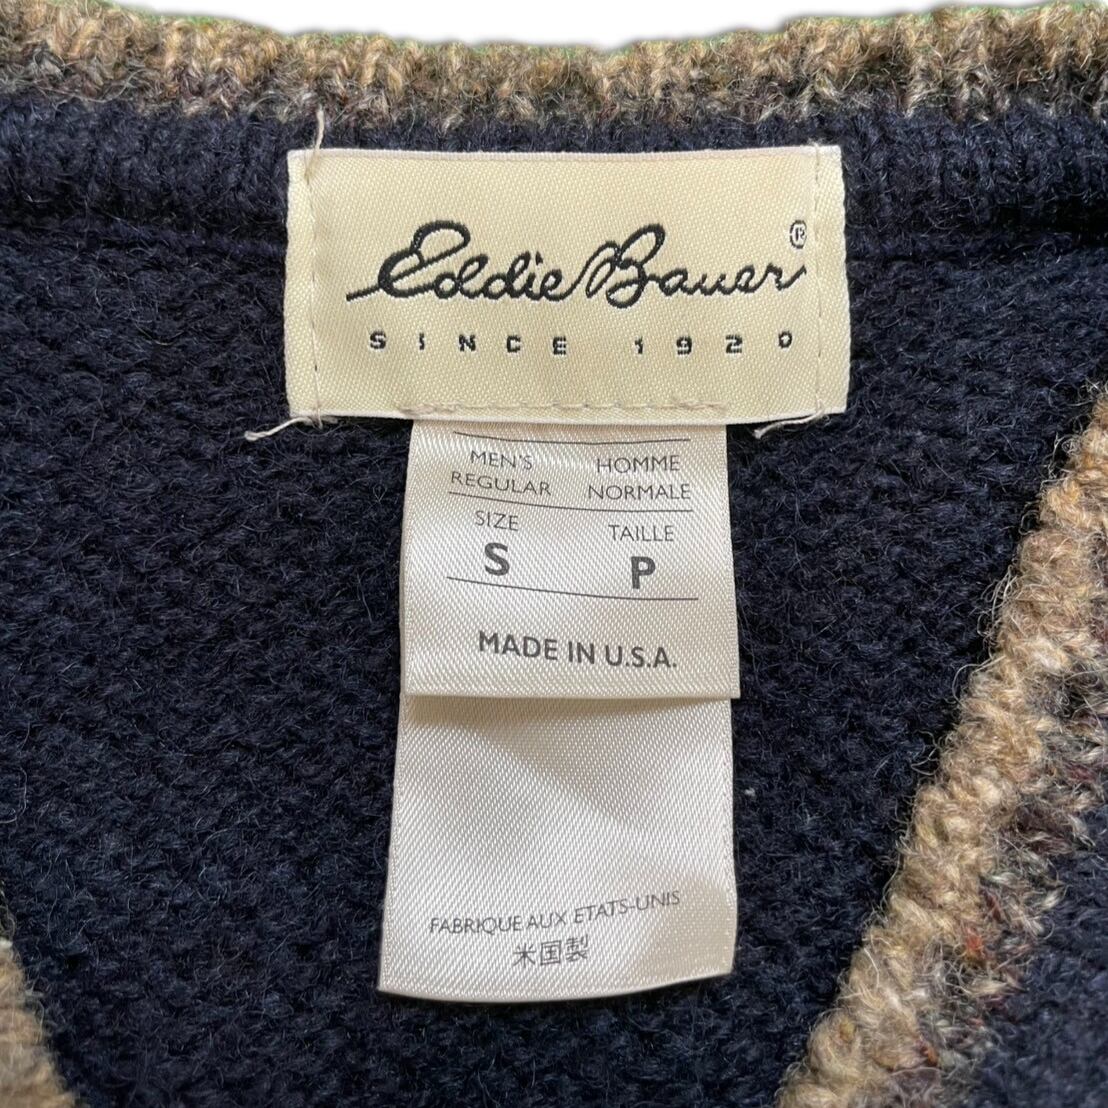 Eddie Bauer®
SINCE 1920
MEN'S REGULAR
HOMME NORMALE
SIZE
S
TAILLE
P
MADE IN U.S.A.
FABRIQUE AUX ETATS-UNIS
米国製